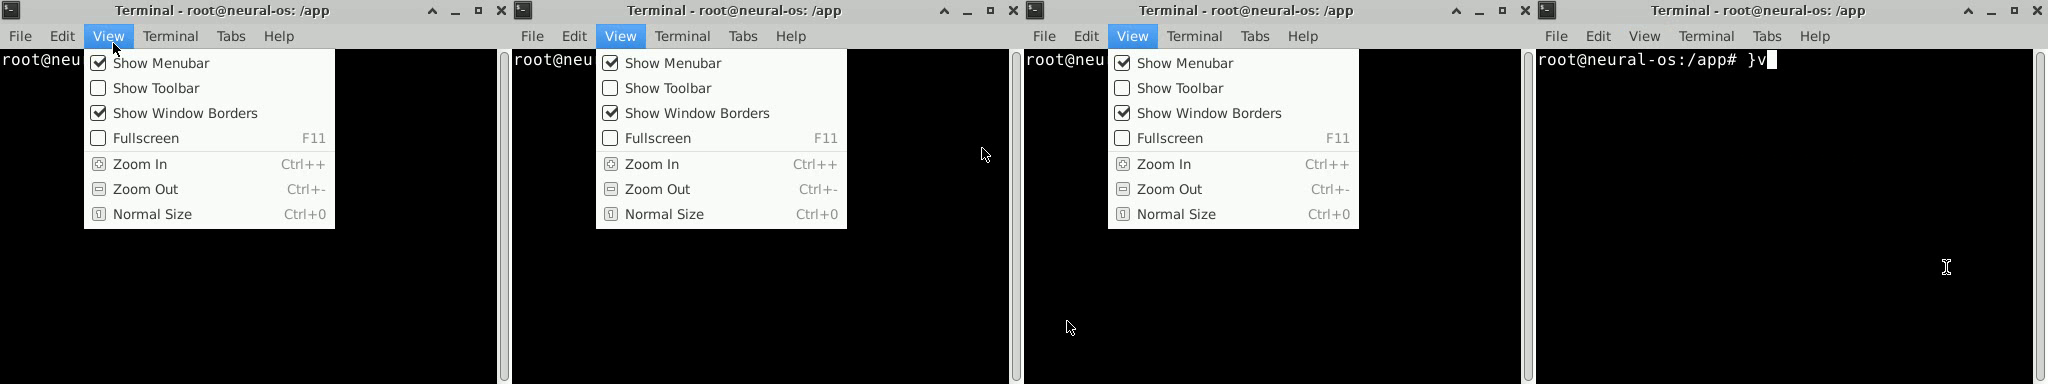 Terminal - root@neural-os: /app
File Edit View Terminal Tabs Help
root@neu
Show Menubar
Show Toolbar
Show Window Borders
Fullscreen F11
Zoom In Ctrl++
Zoom Out Ctrl+-
Normal Size Ctrl+0
Terminal - root@neural-os: /app
File Edit View Terminal Tabs Help
root@neu
Show Menubar
Show Toolbar
Show Window Borders
Fullscreen F11
Zoom In Ctrl++
Zoom Out Ctrl+-
Normal Size Ctrl+0
Terminal - root@neural-os: /app
File Edit View Terminal Tabs Help
root@neu
Show Menubar
Show Toolbar
Show Window Borders
Fullscreen F11
Zoom In Ctrl++
Zoom Out Ctrl+-
Normal Size Ctrl+0
Terminal - root@neural-os: /app
File Edit View Terminal Tabs Help
root@neural-os:/app# }v